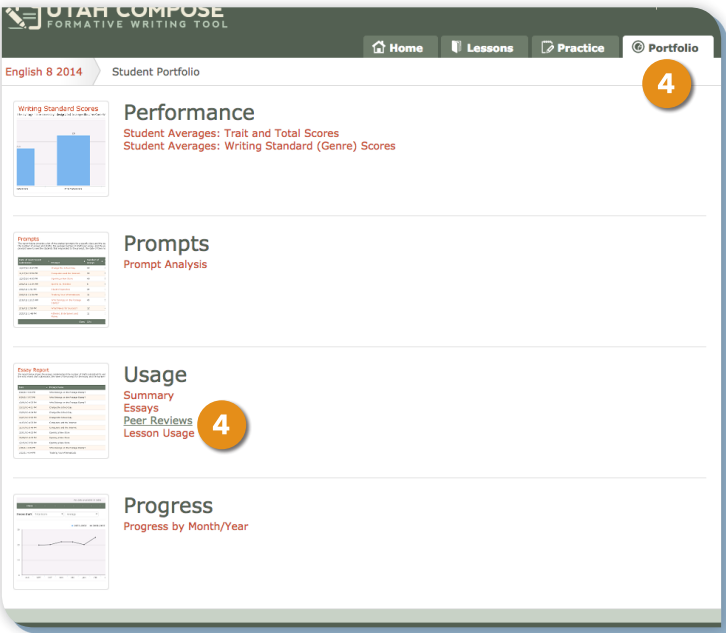 UTAH COMPOSE
FORMATIVE WRITING TOOL
Home
Lessons
Practice
Portfolio
4
English 8 2014
Student Portfolio
Writing Standard Scores
Performance
Student Averages: Trait and Total Scores
Student Averages: Writing Standard (Genre) Scores
Prompts
Prompts
Prompt Analysis
Essay Report
Usage
Summary
Essays
Peer Reviews
Lesson Usage
4
Progress
Progress by Month/Year